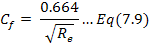 C_f = 0.664 / √R_e … Eq(7.9)